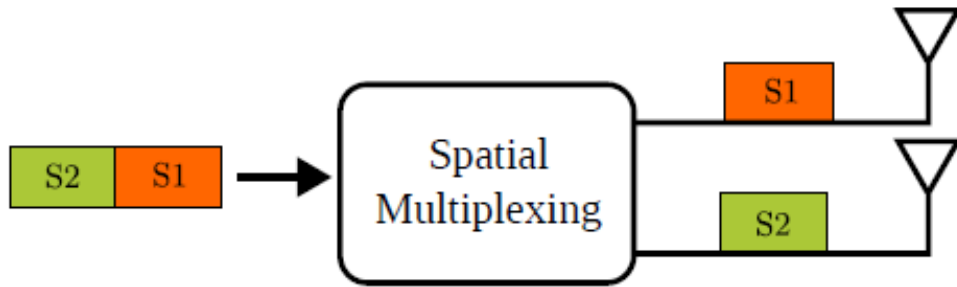 S2 S1
Spatial
Multiplexing
S1
S2